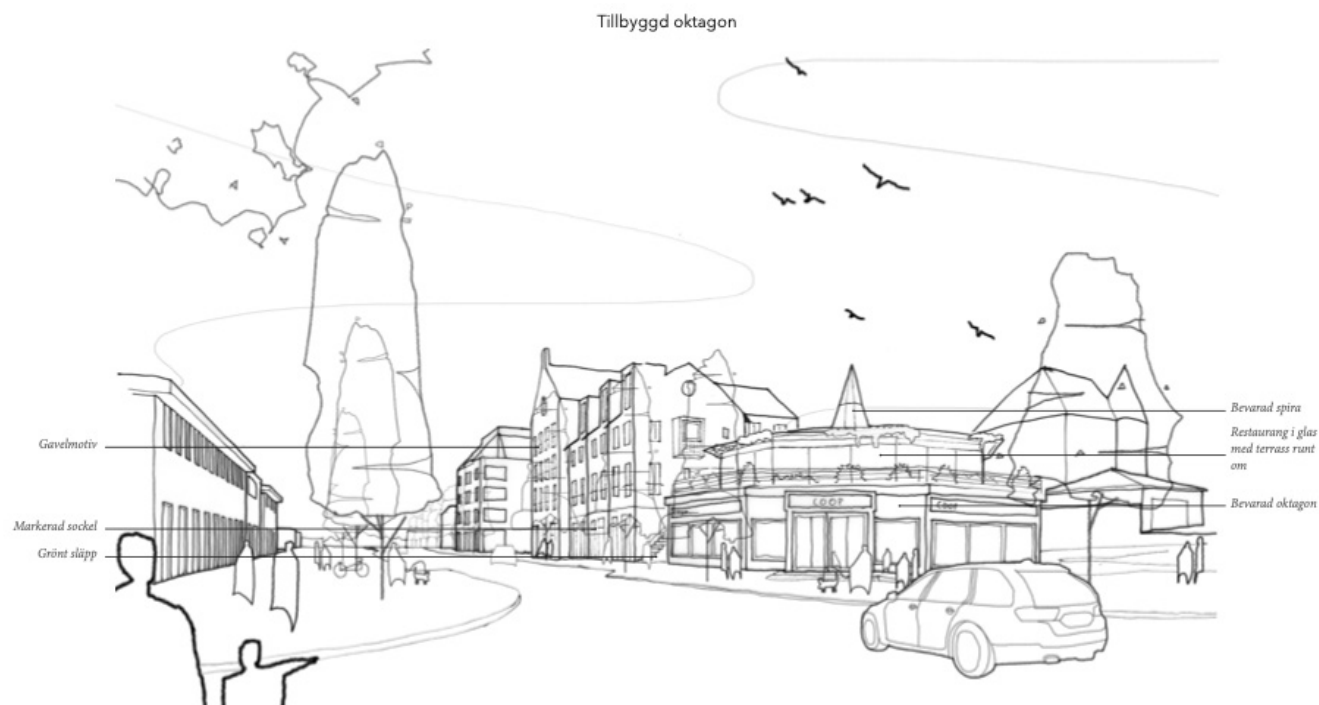 Tillbyggd oktagon
Gavelmotiv
Markerad sockel
Grönt släpp
COOP
COOP
Bevarad spira
Restaurang i glas
med terrass runt
om
Bevarad oktagon